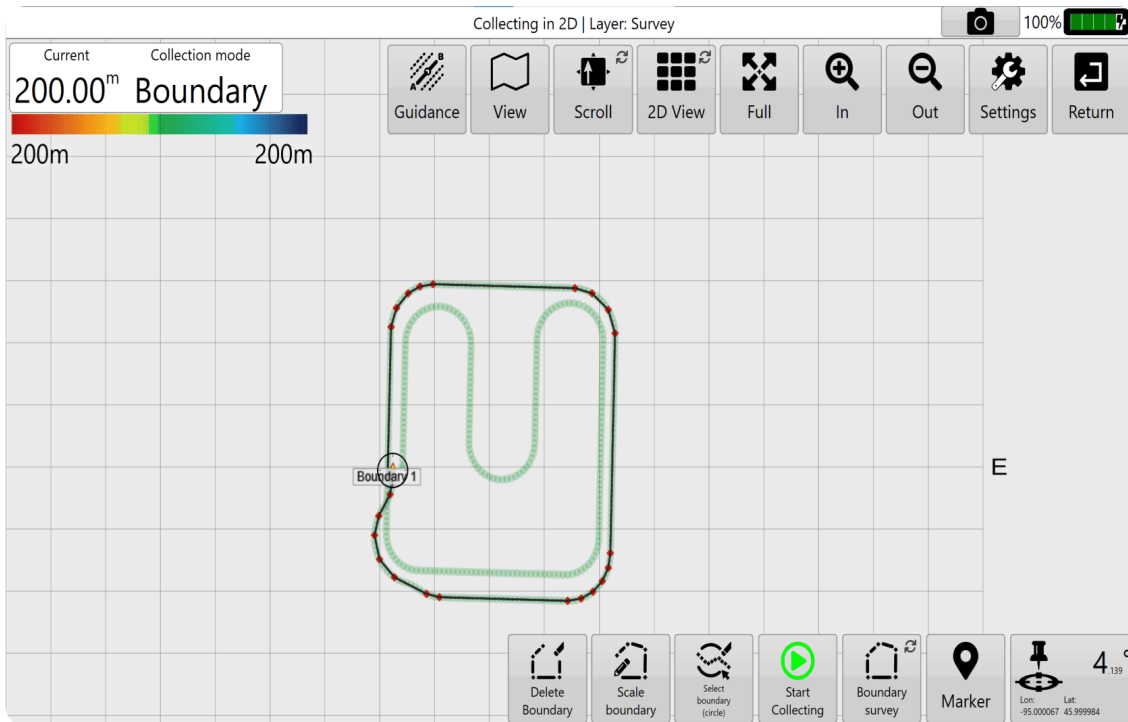 Collecting in 2D | Layer: Survey
100%
Current Collection mode
200.00m Boundary
200m 200m
Guidance View Scroll 2D View Full In Out Settings Return
A B
E
Boundary 1
Delete Boundary
Scale boundary
Select boundary (circle)
Start Collecting
Boundary survey
Marker
4.139 °
Lon: Lat:
-95.000067 45.999984